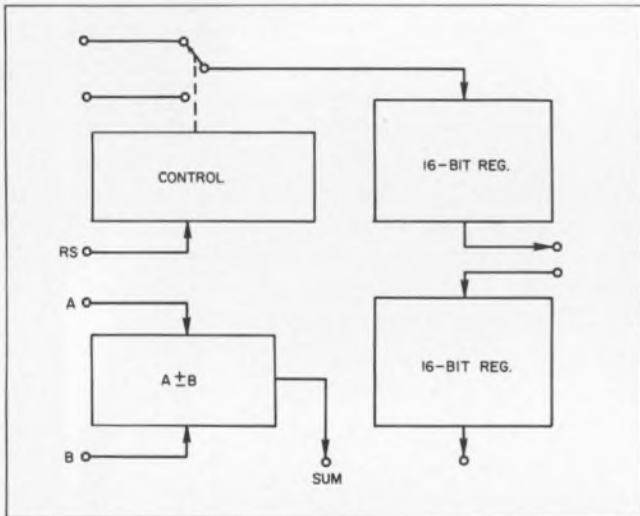 CONTROL
16-BIT REG.
RS
A
A ± B
16-BIT REG.
B
SUM